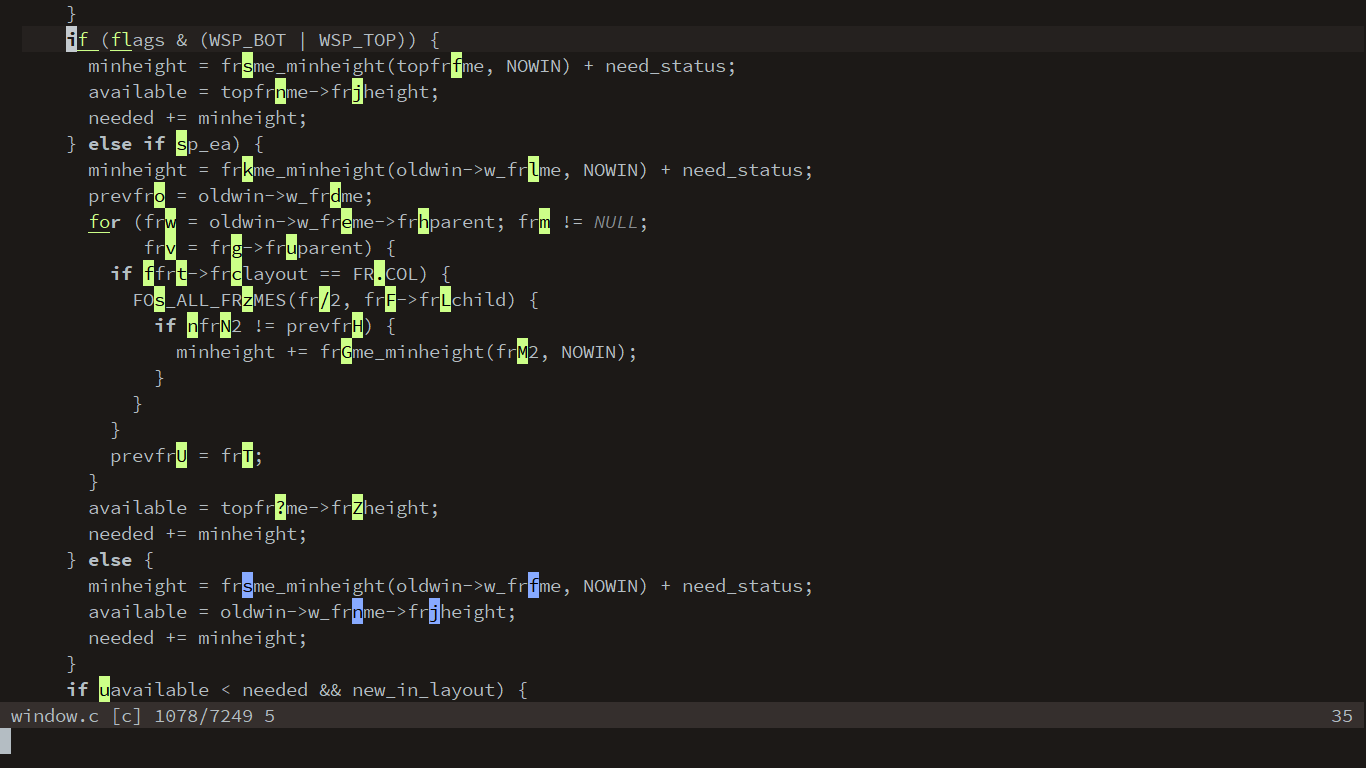 }
if (flags & (WSP_BOT | WSP_TOP)) {
minheight = frsme_minheight(topfrfme, NOWIN) + need_status;
available = topfrnme->frjheight;
needed += minheight;
} else if sp_ea) {
minheight = frkme_minheight(oldwin->w_frlme, NOWIN) + need_status;
prevfro = oldwin->w_frdme;
for (frw = oldwin->w_freme->frhparent; frm != NULL;
frv = frg->fruparent) {
if ffrt->frclayout == FR.COL) {
FOs_ALL_FRzMES(fr/2, frF->frLchild) {
if nfrN2 != prevfrH) {
minheight += frGme_minheight(frM2, NOWIN);
}
}
}
prevfrU = frT;
}
available = topfr?me->frZheight;
needed += minheight;
} else {
minheight = frsme_minheight(oldwin->w_frfme, NOWIN) + need_status;
available = oldwin->w_frnme->frjheight;
needed += minheight;
}
if uavailable < needed && new_in_layout) {
window.c [c] 1078/7249 5 35